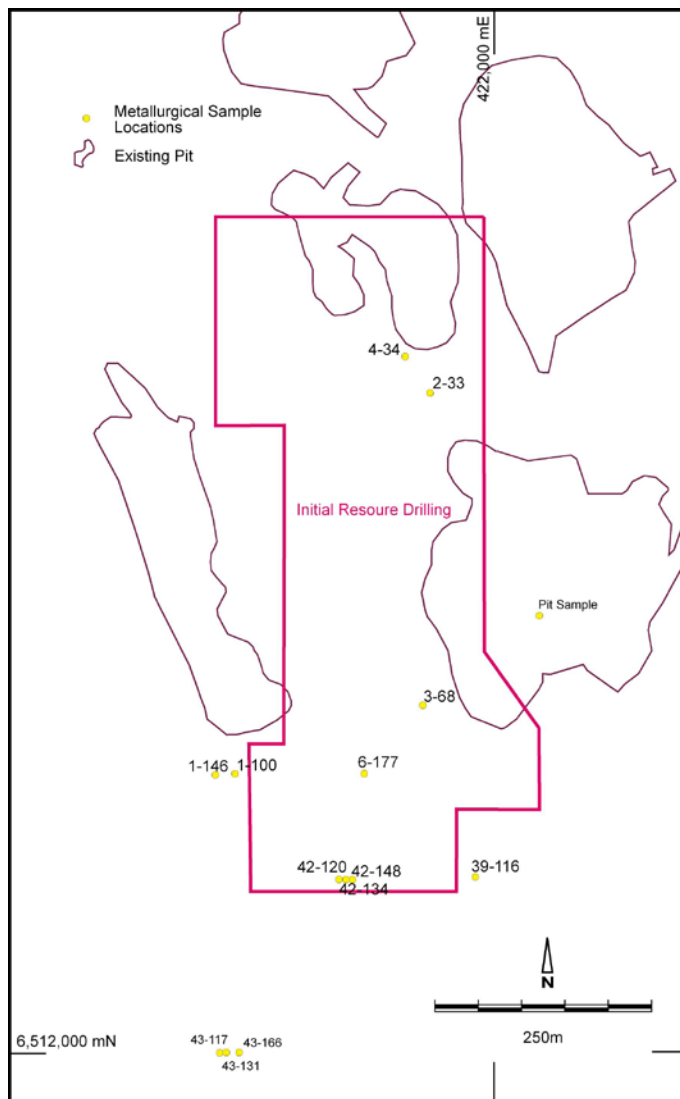 422,000 mE
Metallurgical Sample
Locations
Existing Pit
4-34
2-33
Initial Resoure Drilling
Pit Sample
3-68
1-146
1-100
6-177
42-120
42-148
42-134
39-116
N
250m
6,512,000 mN
43-117
43-166
43-131